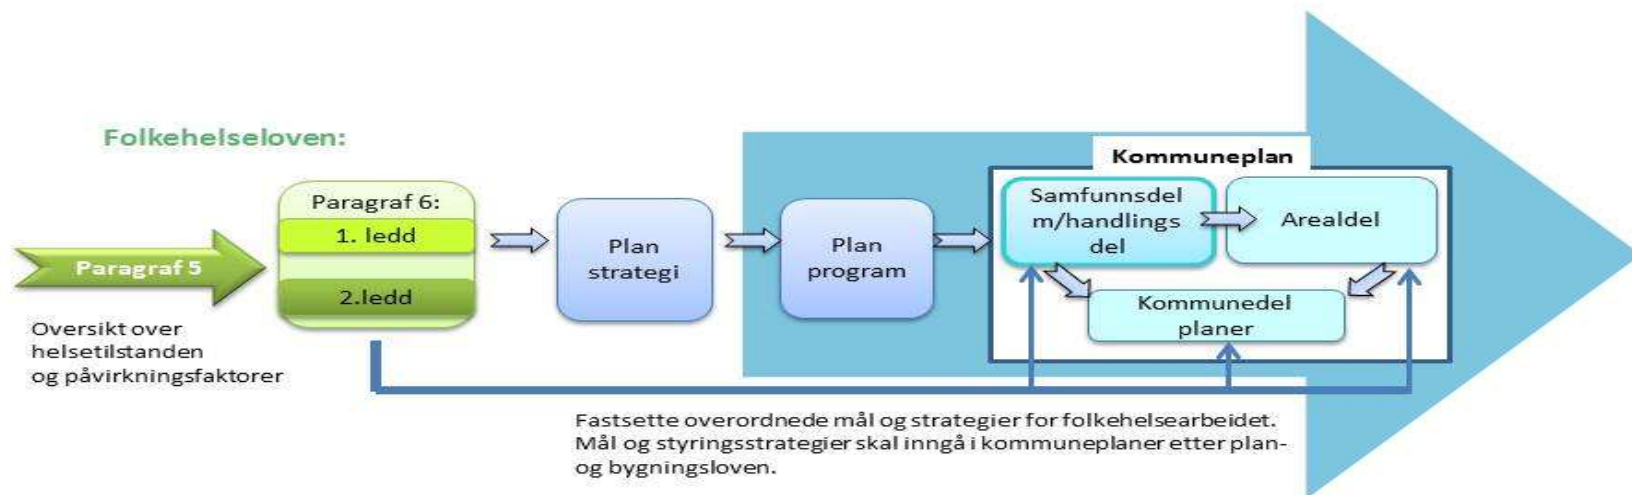 Folkehelseloven:
Paragraf 5
Oversikt over
helsetilstanden
og påvirkningsfaktorer
Paragraf 6:
1. ledd
2.ledd
Plan
strategi
Plan
program
Kommuneplan
Samfunnsdel
m/handlings
del
Arealdel
Kommunedel
planer
Fastsette overordnede mål og strategier for folkehelsearbeidet.
Mål og styringsstrategier skal inngå i kommuneplaner etter plan-
og bygningsloven.